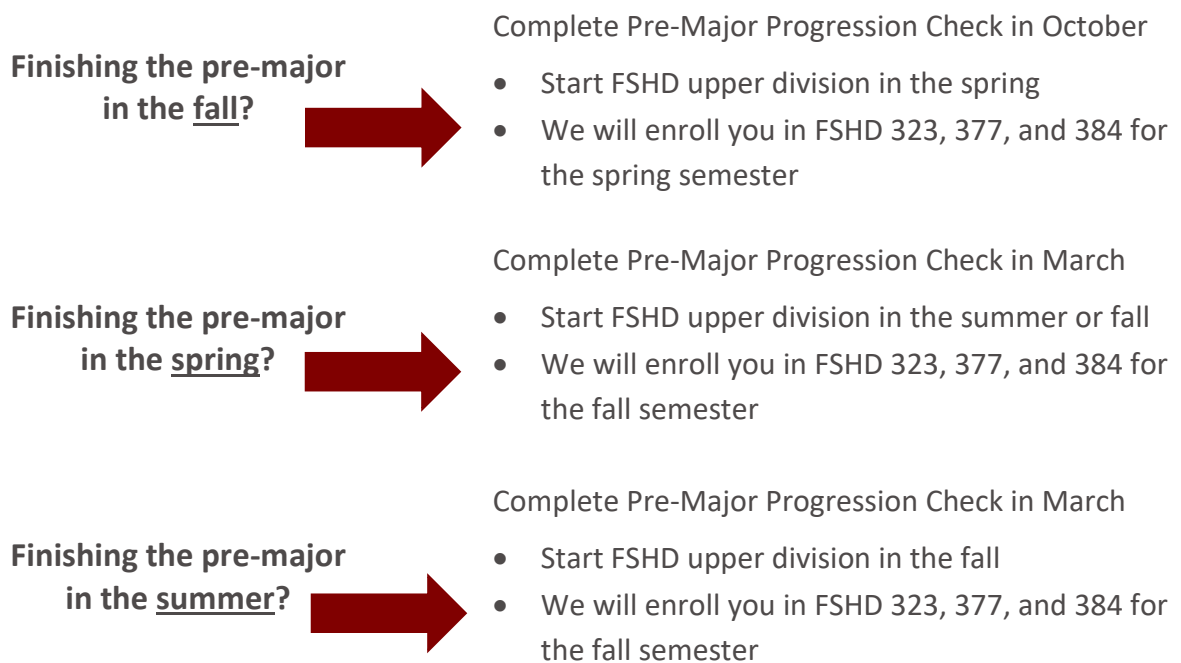 Finishing the pre-major
in the fall?
Complete Pre-Major Progression Check in October
• Start FSHD upper division in the spring
• We will enroll you in FSHD 323, 377, and 384 for
the spring semester
Finishing the pre-major
in the spring?
Complete Pre-Major Progression Check in March
• Start FSHD upper division in the summer or fall
• We will enroll you in FSHD 323, 377, and 384 for
the fall semester
Finishing the pre-major
in the summer?
Complete Pre-Major Progression Check in March
• Start FSHD upper division in the fall
• We will enroll you in FSHD 323, 377, and 384 for
the fall semester